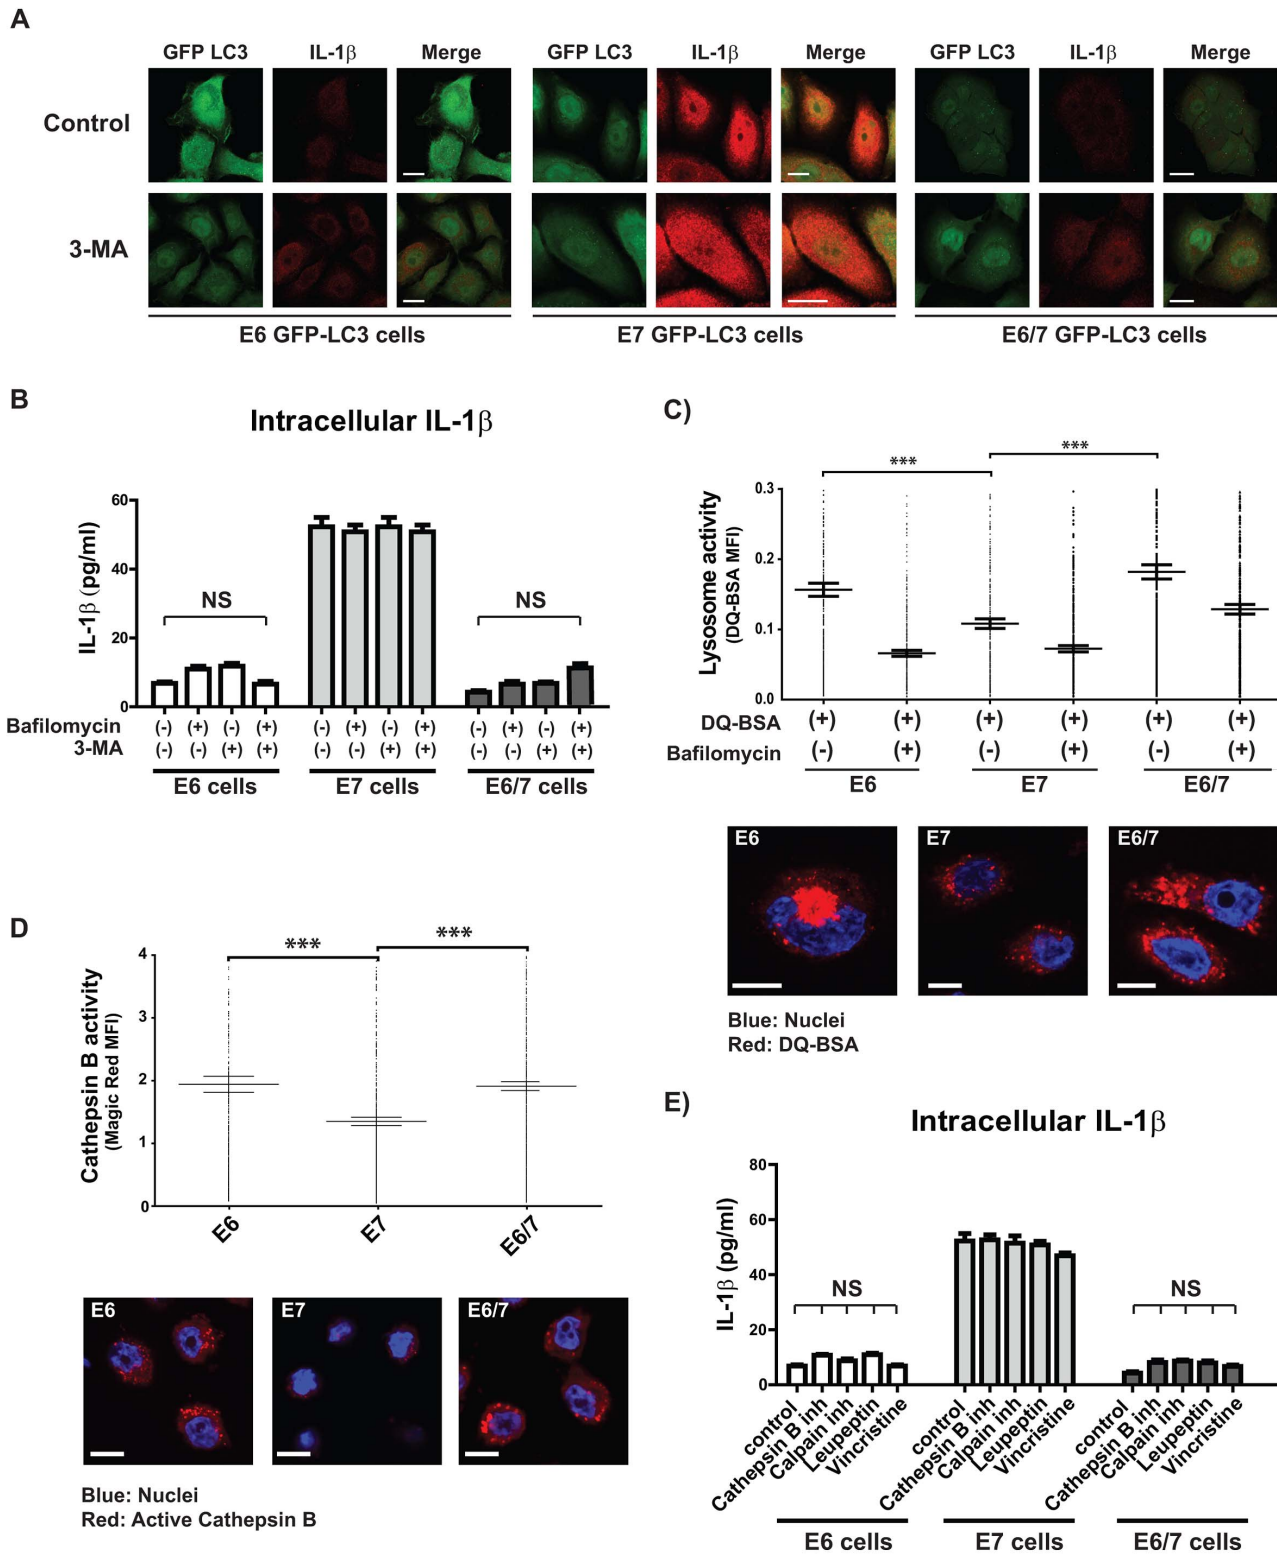 A
GFP LC3 IL-1β Merge GFP LC3 IL-1β Merge GFP LC3 IL-1β Merge
Control
3-MA
E6 GFP-LC3 cells E7 GFP-LC3 cells E6/7 GFP-LC3 cells
B
Intracellular IL-1β
IL-1β (pg/ml)
60
40
20
0
NS NS
Bafilomycin (-) (+) (-) (+) (-) (+) (-) (+) (-) (+) (-) (+)
3-MA (-) (-) (+) (+) (-) (-) (+) (+) (-) (-) (+) (+)
E6 cells E7 cells E6/7 cells
C)
*** ***
Lysosome activity
(DQ-BSA MFI)
0.3
0.2
0.1
0.0
DQ-BSA (+) (+) (+) (+) (+) (+)
Bafilomycin (-) (+) (-) (+) (-) (+)
E6 E7 E6/7
E6 E7 E6/7
Blue: Nuclei
Red: DQ-BSA
D
*** ***
Cathepsin B activity
(Magic Red MFI)
4
3
2
1
0
E6 E7 E6/7
E6 E7 E6/7
Blue: Nuclei
Red: Active Cathepsin B
E)
Intracellular IL-1β
IL-1β (pg/ml)
80
60
40
20
0
NS NS
control Cathepsin B inh Calpain inh Leupeptin Vincristine control Cathepsin B inh Calpain inh Leupeptin Vincristine control Cathepsin B inh Calpain inh Leupeptin Vincristine
E6 cells E7 cells E6/7 cells